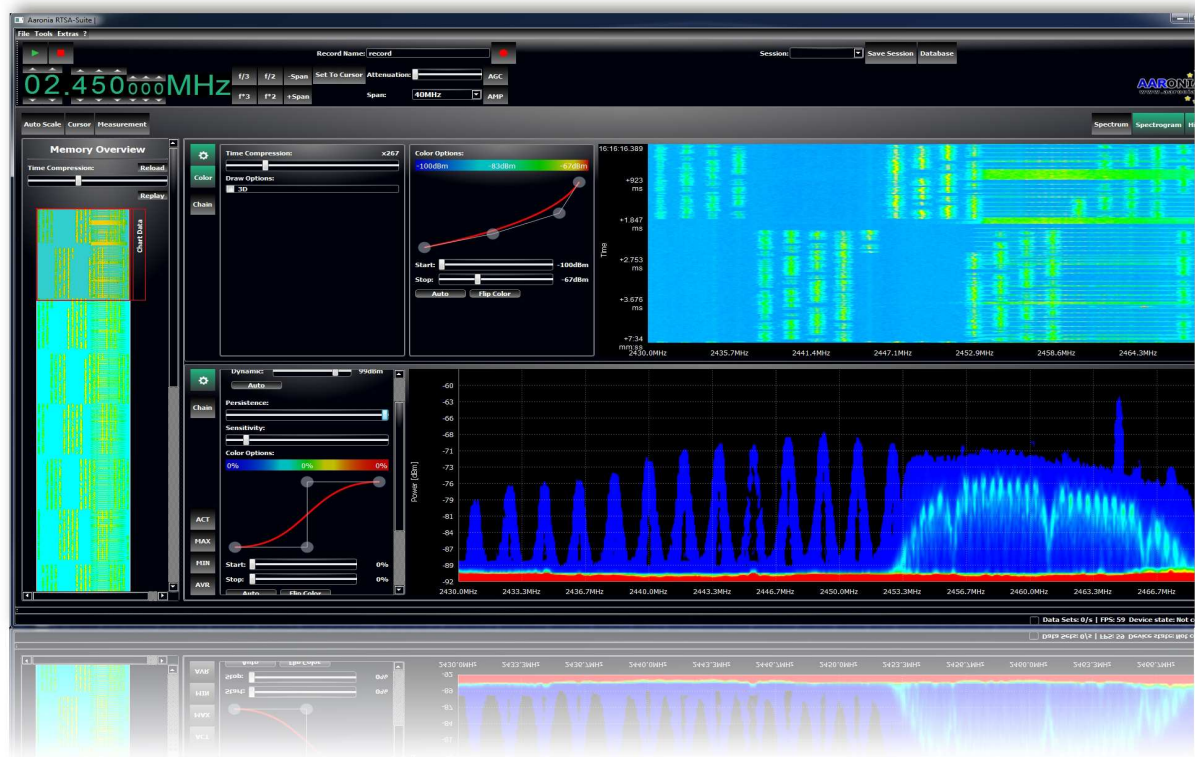 Aaronia RTSA-Suite |
File Tools Extras ?
Record Name: record
Session:
Save Session Database
02.450000MHz
f/3 f/2 -Span Set To Cursor Attenuation: AGC
f*3 f*2 +Span Span: 40MHz AMP
AARONIA
Auto Scale Cursor Measurement
Spectrum Spectrogram
Memory Overview
Time Compression: Reload
Replay
Chart Data
Color
Chain
Time Compression: x267
Draw Options:
3D
Color Options:
-100dBm -83dBm -67dBm
Start: -100dBm
Stop: -67dBm
Auto Flip Color
Time
16:16:16.389
+923
ms
+1.847
ms
+2.753
ms
+3.676
ms
+7:34
mm:ss
2430.0MHz 2435.7MHz 2441.4MHz 2447.1MHz 2452.9MHz 2458.6MHz 2464.3MHz
Chain
ACT
MAX
MIN
AVR
Dynamic: 99dBm
Auto
Persistence:
Sensitivity:
Color Options:
0% 0% 0%
Start: 0%
Stop: 0%
Auto Flip Color
Power [dBm]
-60
-63
-66
-68
-71
-73
-76
-79
-81
-84
-87
-89
-92
2430.0MHz 2433.3MHz 2436.7MHz 2440.0MHz 2443.3MHz 2446.7MHz 2450.0MHz 2453.3MHz 2456.7MHz 2460.0MHz 2463.3MHz 2466.7MHz
Data Sets: 0/s | FPS: 59 Device state: Not c